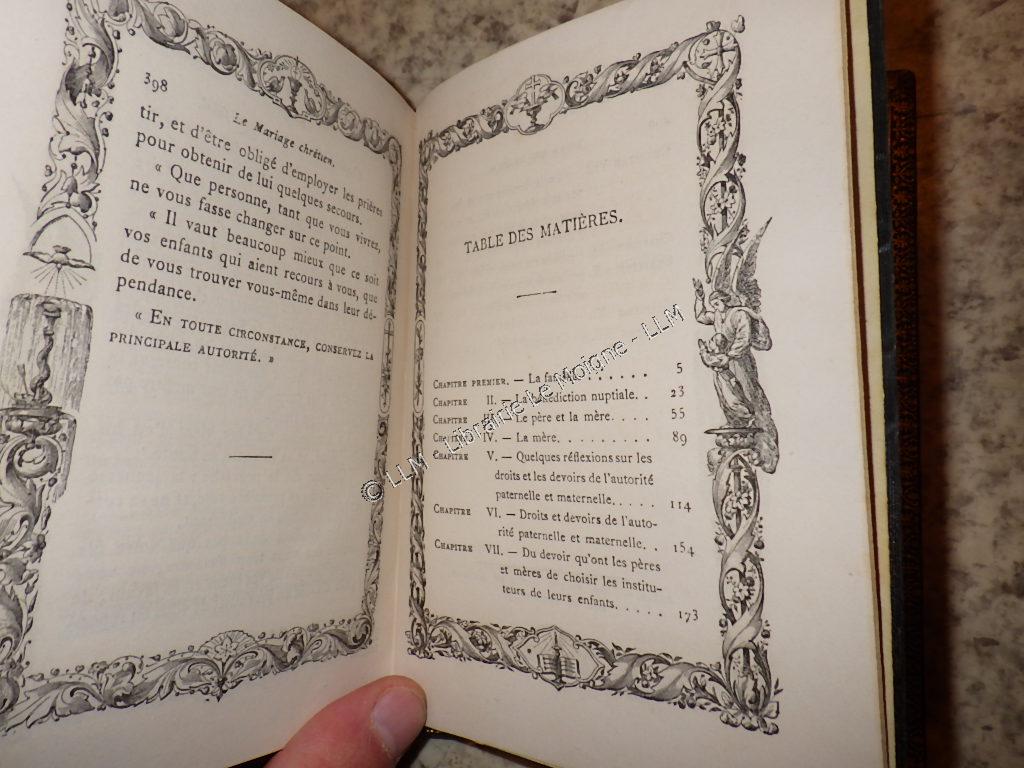 398
Le Mariage chrétien.
tir, et d'être obligé d'employer les prières
pour obtenir de lui quelques secours.
« Que personne, tant que vous vivrez,
ne vous fasse changer sur ce point.
« Il vaut beaucoup mieux que ce soit
vos enfants qui aient recours à vous, que
de vous trouver vous-même dans leur dé-
pendance.
« EN TOUTE CIRCONSTANCE, CONSERVEZ LA
PRINCIPALE AUTORITÉ. »
TABLE DES MATIÈRES.
CHAPITRE PREMIER. — La . . . . . . 5
CHAPITRE II. — La bénédiction nuptiale. . 23
CHAPITRE III. — Le père et la mère. . . . 55
CHAPITRE IV. — La mère. . . . . . . . . 89
CHAPITRE V. — Quelques réflexions sur les
droits et les devoirs de l'autorité
paternelle et maternelle. . . . 114
CHAPITRE VI. — Droits et devoirs de l'auto-
rité paternelle et maternelle. . 154
CHAPITRE VII. — Du devoir qu'ont les pères
et mères de choisir les institu-
teurs de leurs enfants. . . . . 173
© LLM - Librairie Le Moigne - LLM